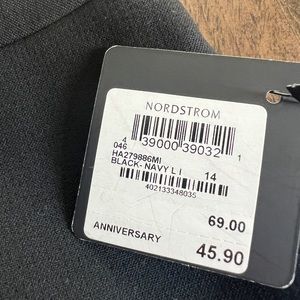 NORDSTROM
4 39000 39032 1
046
HA279886MI
BLACK- NAVY L I 14
402133348035
69.00
ANNIVERSARY
45.90